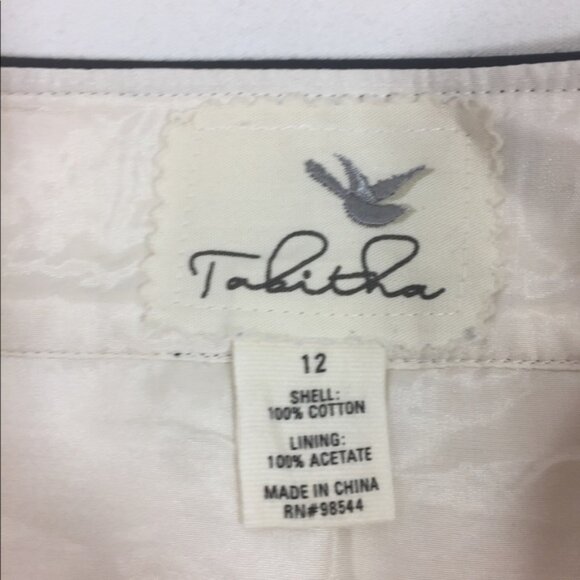 Tabitha
12
SHELL:
100% COTTON
LINING:
100% ACETATE
MADE IN CHINA
RN#98544